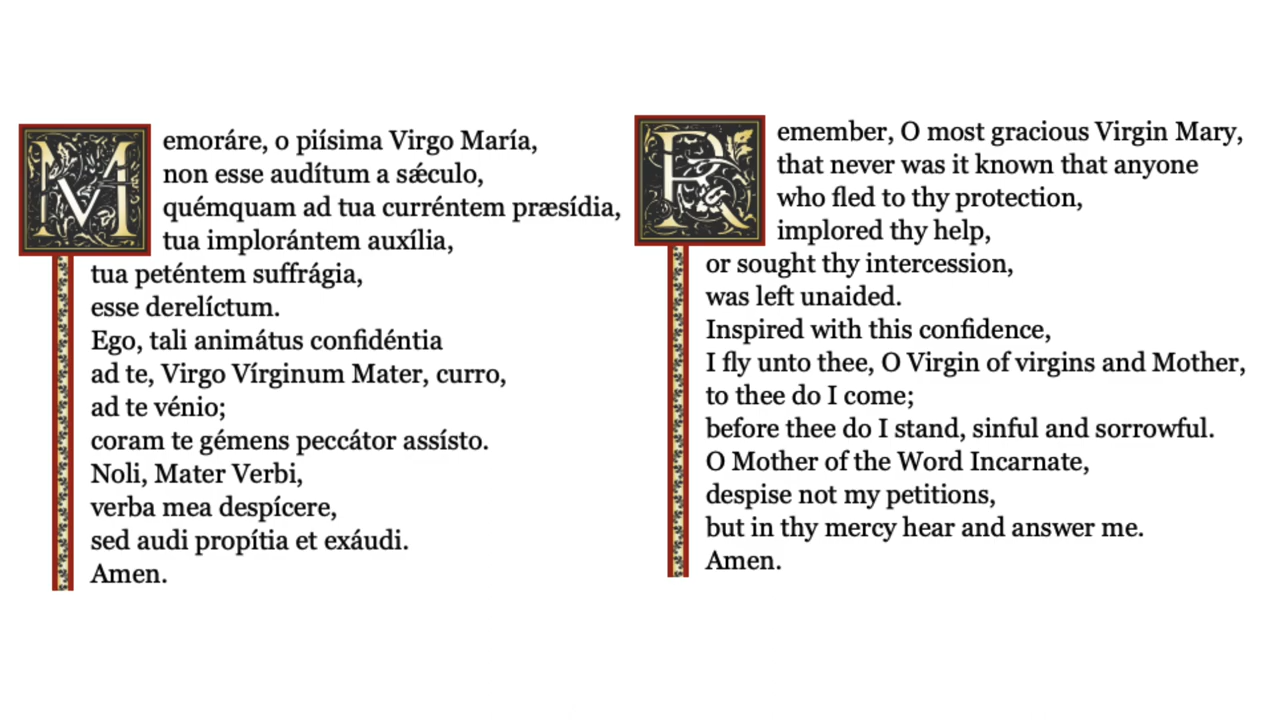 Memoráre, o piísima Virgo María,
non esse audítum a sǽculo,
quémquam ad tua curréntem præsídia,
tua implorántem auxília,
tua peténtem suffrágia,
esse derelíctum.
Ego, tali animátus confidéntia
ad te, Virgo Vírginum Mater, curro,
ad te vénio;
coram te gémens peccátor assísto.
Noli, Mater Verbi,
verba mea despícere,
sed audi propítia et exáudi.
Amen.
Remember, O most gracious Virgin Mary,
that never was it known that anyone
who fled to thy protection,
implored thy help,
or sought thy intercession,
was left unaided.
Inspired with this confidence,
I fly unto thee, O Virgin of virgins and Mother,
to thee do I come;
before thee do I stand, sinful and sorrowful.
O Mother of the Word Incarnate,
despise not my petitions,
but in thy mercy hear and answer me.
Amen.